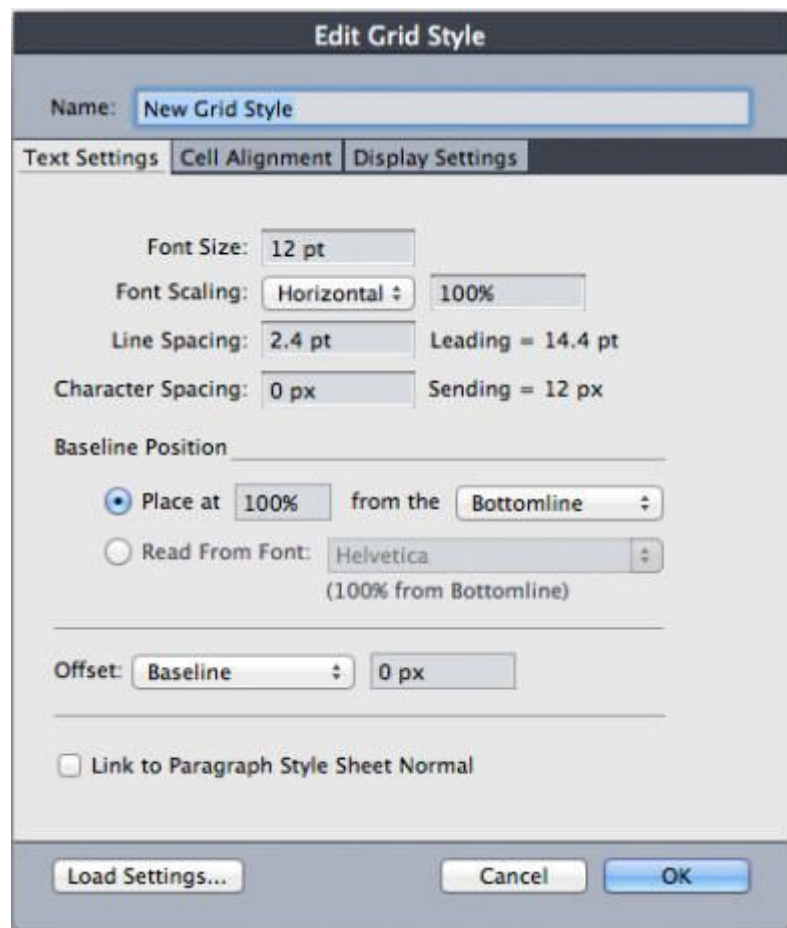 Edit Grid Style
Name: New Grid Style
Text Settings Cell Alignment Display Settings
Font Size: 12 pt
Font Scaling: Horizontal 100%
Line Spacing: 2.4 pt Leading = 14.4 pt
Character Spacing: 0 px Sending = 12 px
Baseline Position
Place at 100% from the Bottomline
Read From Font: Helvetica
(100% from Bottomline)
Offset: Baseline 0 px
Link to Paragraph Style Sheet Normal
Load Settings... Cancel OK